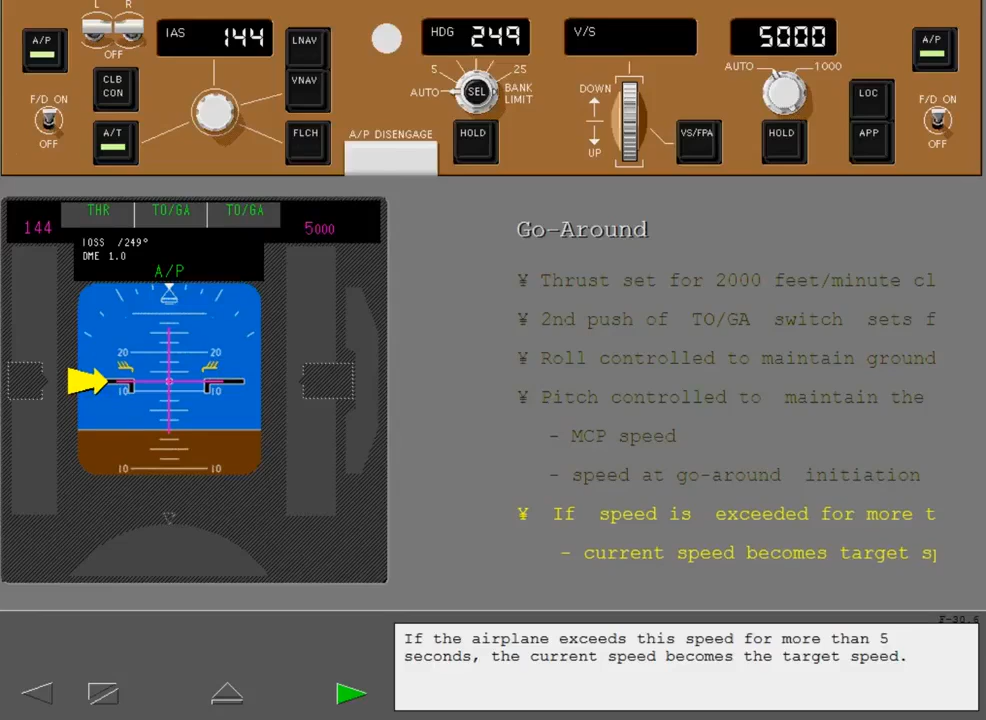 L R
A/P
IAS 144
LNAV
HDG 249
V/S
5000
A/P
OFF
CLB
CON
VNAV
5
25
AUTO
SEL
BANK
LIMIT
DOWN
UP
AUTO
1000
LOC
F/D ON
OFF
A/T
FLCH
A/P DISENGAGE
HOLD
VS/FPA
HOLD
APP
F/D ON
OFF
THR TO/GA TO/GA
144
5000
IOSS /249°
DME 1.0
A/P
20 20
10 10
10 10
Go-Around
¥ Thrust set for 2000 feet/minute cl
¥ 2nd push of TO/GA switch sets f
¥ Roll controlled to maintain ground
¥ Pitch controlled to maintain the
- MCP speed
- speed at go-around initiation
¥ If speed is exceeded for more t
- current speed becomes target sp
F-30.6
If the airplane exceeds this speed for more than 5
seconds, the current speed becomes the target speed.